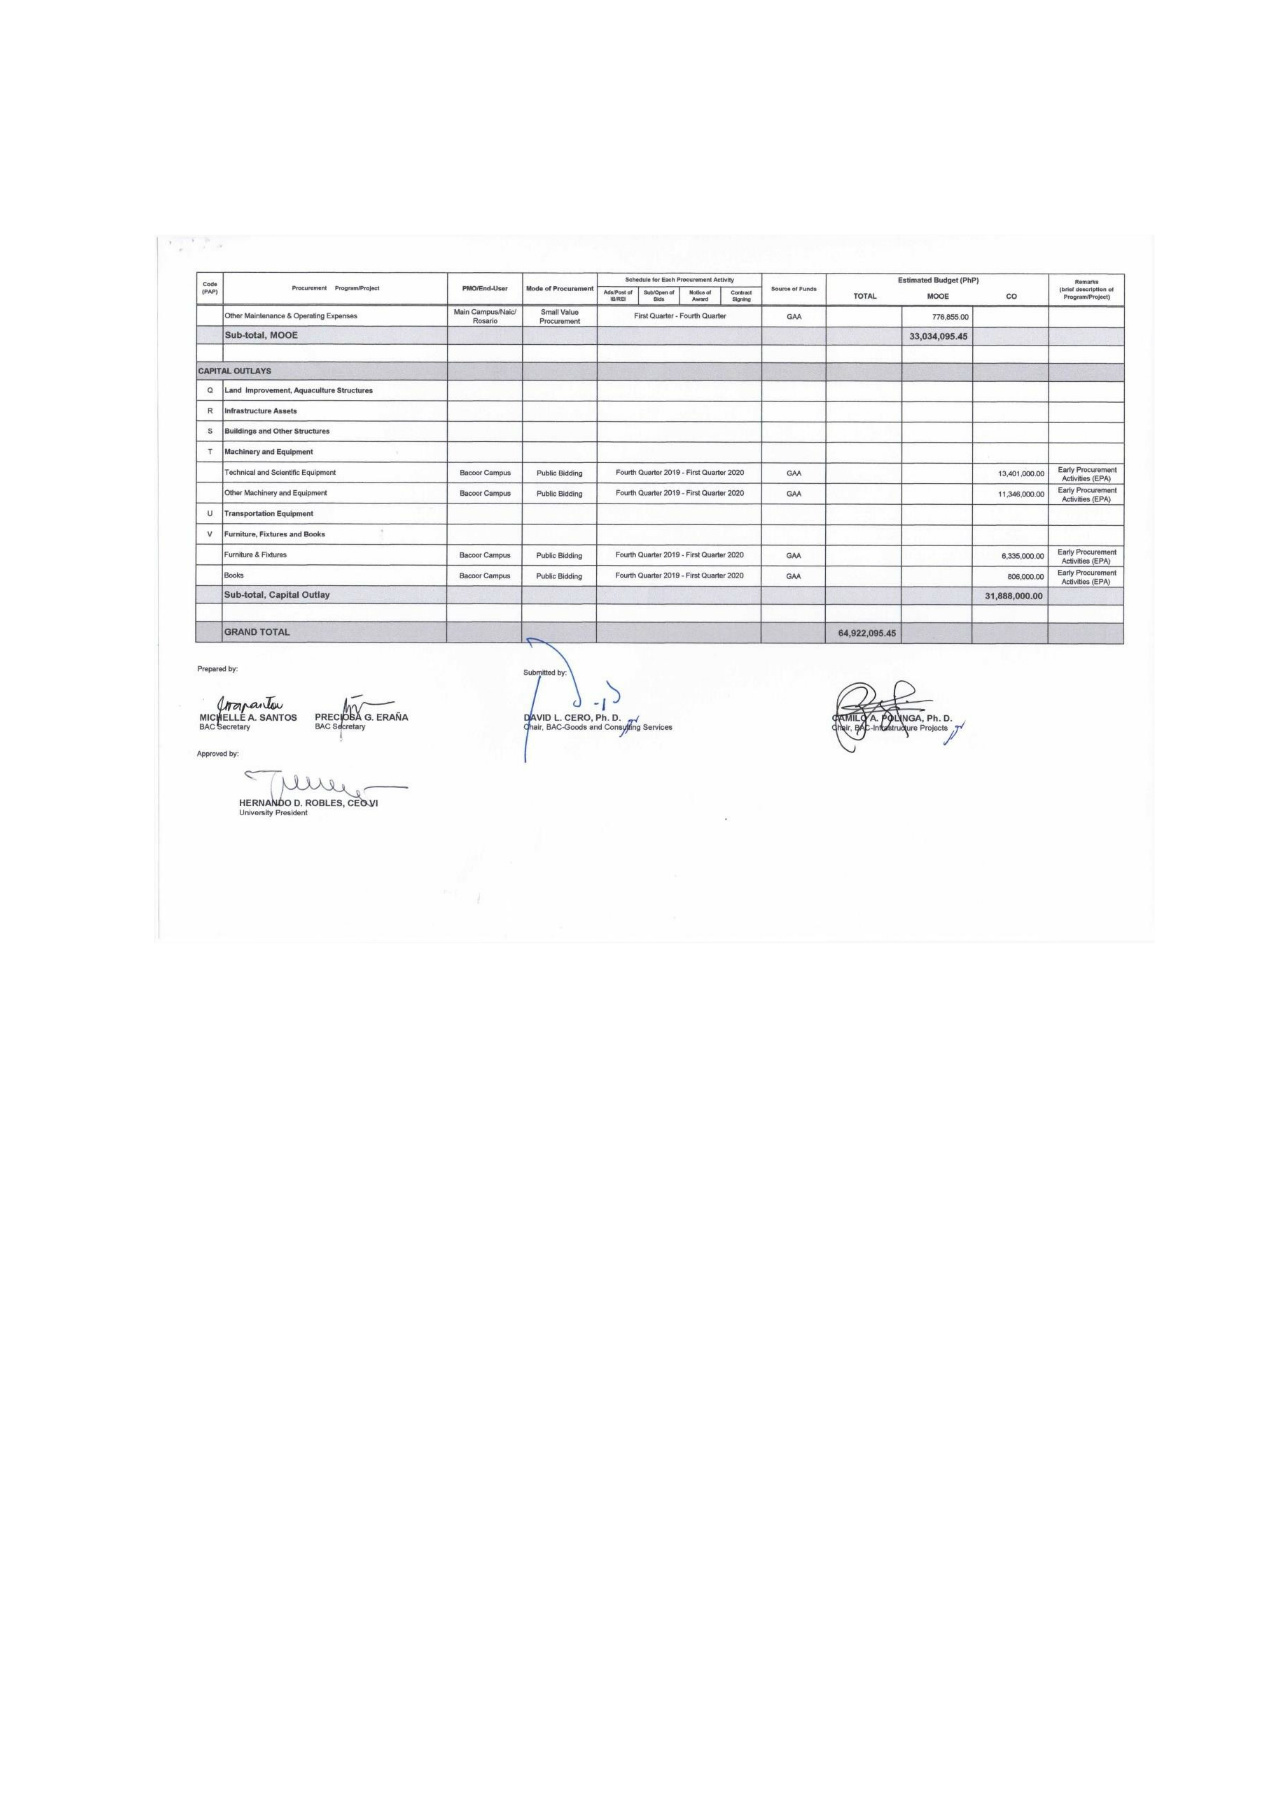 Code (PAP) Procurement Program/Project PMO/End-User Mode of Procurement Schedule for Each Procurement Activity Source of Funds Estimated Budget (PhP) Remarks (brief description of Program/Project)
Ads/Post of IB/REI Sub/Open of Bids Notice of Award Contract Signing TOTAL MOOE CO
Other Maintenance & Operating Expenses Main Campus/Naic/ Rosario Small Value Procurement First Quarter - Fourth Quarter GAA 776,855.00
Sub-total, MOOE 33,034,095.45
CAPITAL OUTLAYS
Q Land Improvement, Aquaculture Structures
R Infrastructure Assets
S Buildings and Other Structures
T Machinery and Equipment
Technical and Scientific Equipment Bacoor Campus Public Bidding Fourth Quarter 2019 - First Quarter 2020 GAA 13,401,000.00 Early Procurement Activities (EPA)
Other Machinery and Equipment Bacoor Campus Public Bidding Fourth Quarter 2019 - First Quarter 2020 GAA 11,346,000.00 Early Procurement Activities (EPA)
U Transportation Equipment
V Furniture, Fixtures and Books
Furniture & Fixtures Bacoor Campus Public Bidding Fourth Quarter 2019 - First Quarter 2020 GAA 6,335,000.00 Early Procurement Activities (EPA)
Books Bacoor Campus Public Bidding Fourth Quarter 2019 - First Quarter 2020 GAA 806,000.00 Early Procurement Activities (EPA)
Sub-total, Capital Outlay 31,888,000.00
GRAND TOTAL 64,922,095.45
Prepared by: Submitted by:
MICHELLE A. SANTOS PRECIOSA G. ERAÑA DAVID L. CERO, Ph. D. CAMILO A. POLINGA, Ph. D.
BAC Secretary BAC Secretary Chair, BAC-Goods and Consulting Services Chair, BAC-Infrastructure Projects
Approved by:
HERNANDO D. ROBLES, CEO VI
University President